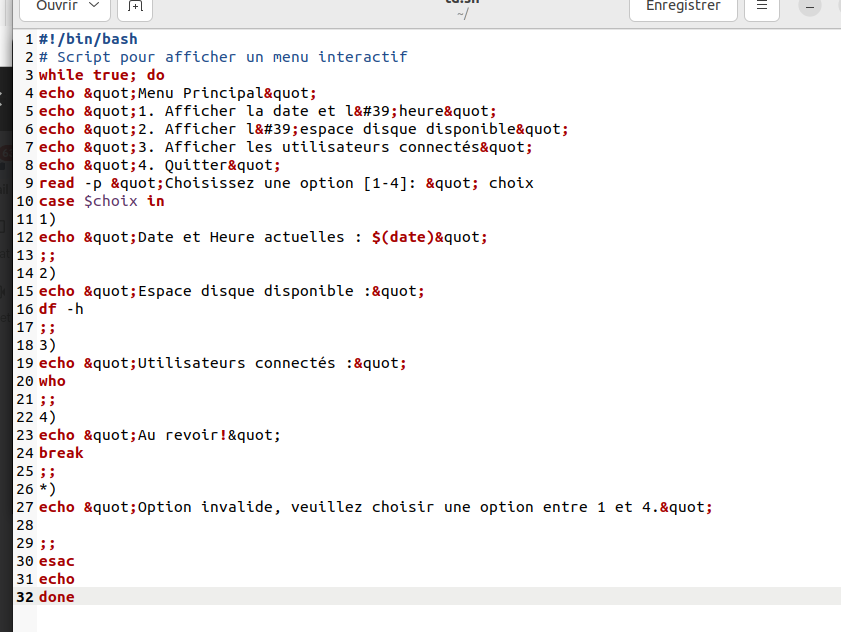 Ouvrir
~/
Enregistrer
1 #!/bin/bash
2 # Script pour afficher un menu interactif
3 while true; do
4 echo &quot;Menu Principal&quot;
5 echo &quot;1. Afficher la date et l&#39;heure&quot;
6 echo &quot;2. Afficher l&#39;espace disque disponible&quot;
7 echo &quot;3. Afficher les utilisateurs connectés&quot;
8 echo &quot;4. Quitter&quot;
9 read -p &quot;Choisissez une option [1-4]: &quot; choix
10 case $choix in
11 1)
12 echo &quot;Date et Heure actuelles : $(date)&quot;
13 ;;
14 2)
15 echo &quot;Espace disque disponible :&quot;
16 df -h
17 ;;
18 3)
19 echo &quot;Utilisateurs connectés :&quot;
20 who
21 ;;
22 4)
23 echo &quot;Au revoir!&quot;
24 break
25 ;;
26 *)
27 echo &quot;Option invalide, veuillez choisir une option entre 1 et 4.&quot;
28
29 ;;
30 esac
31 echo
32 done